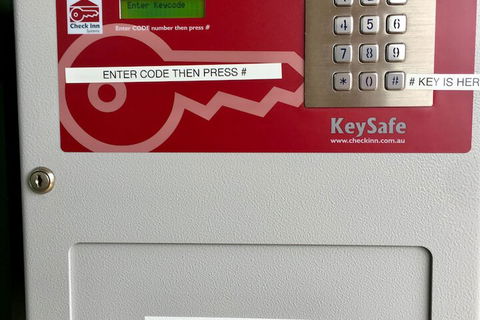 Enter Keycode
Check Inn
Systems
Enter CODE number then press #
ENTER CODE THEN PRESS #
4 5 6
7 8 9
* 0 #
# KEY IS HER
KeySafe
www.checkinn.com.au